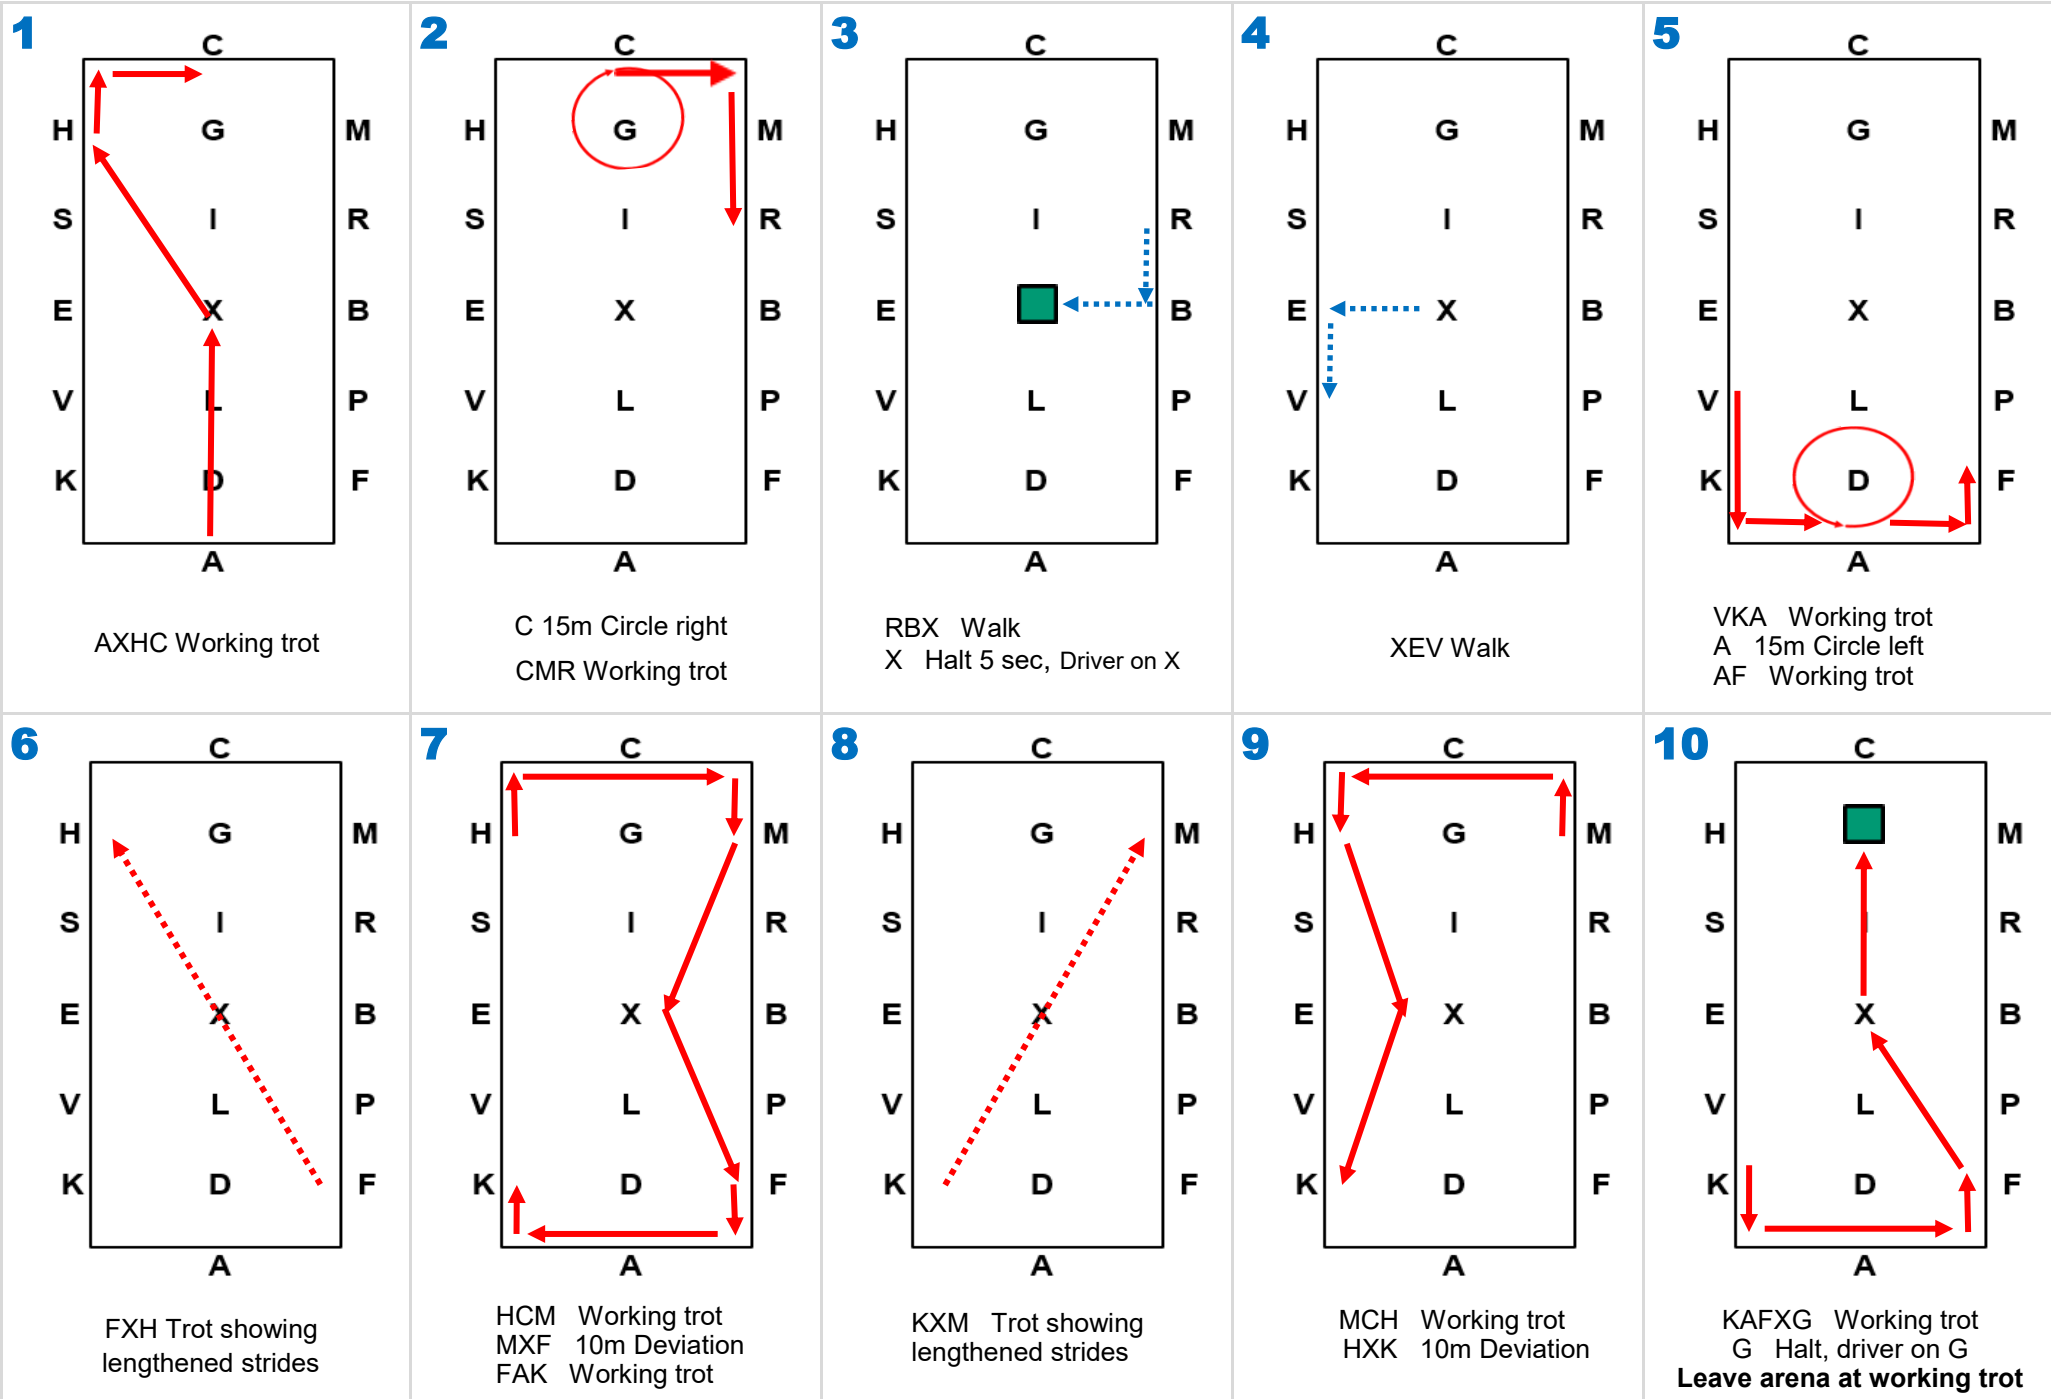 1
C
H G M
S I R
E X B
V L P
K D F
A
AXHC Working trot
2
C
H G M
S I R
E X B
V L P
K D F
A
C 15m Circle right
CMR Working trot
3
C
H G M
S I R
E B
V L P
K D F
A
RBX Walk
X Halt 5 sec, Driver on X
4
C
H G M
S I R
E X B
V L P
K D F
A
XEV Walk
5
C
H G M
S I R
E X B
V L P
K D F
A
VKA Working trot
A 15m Circle left
AF Working trot
6
C
H G M
S I R
E X B
V L P
K D F
A
FXH Trot showing
lengthened strides
7
C
H G M
S I R
E X B
V L P
K D F
A
HCM Working trot
MXF 10m Deviation
FAK Working trot
8
C
H G M
S I R
E X B
V L P
K D F
A
KXM Trot showing
lengthened strides
9
C
H G M
S I R
E X B
V L P
K D F
A
MCH Working trot
HXK 10m Deviation
10
C
H M
S I R
E X B
V L P
K D F
A
KAFXG Working trot
G Halt, driver on G
Leave arena at working trot